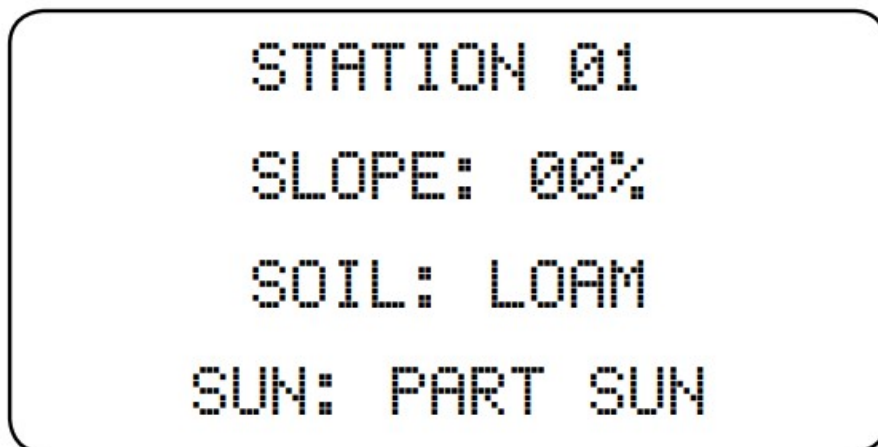 STATION 01
SLOPE: 00%
SOIL: LOAM
SUN: PART SUN